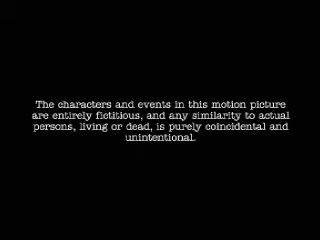 The characters and events in this motion picture
are entirely fictitious, and any similarity to actual
persons, living or dead, is purely coincidental and
unintentional.